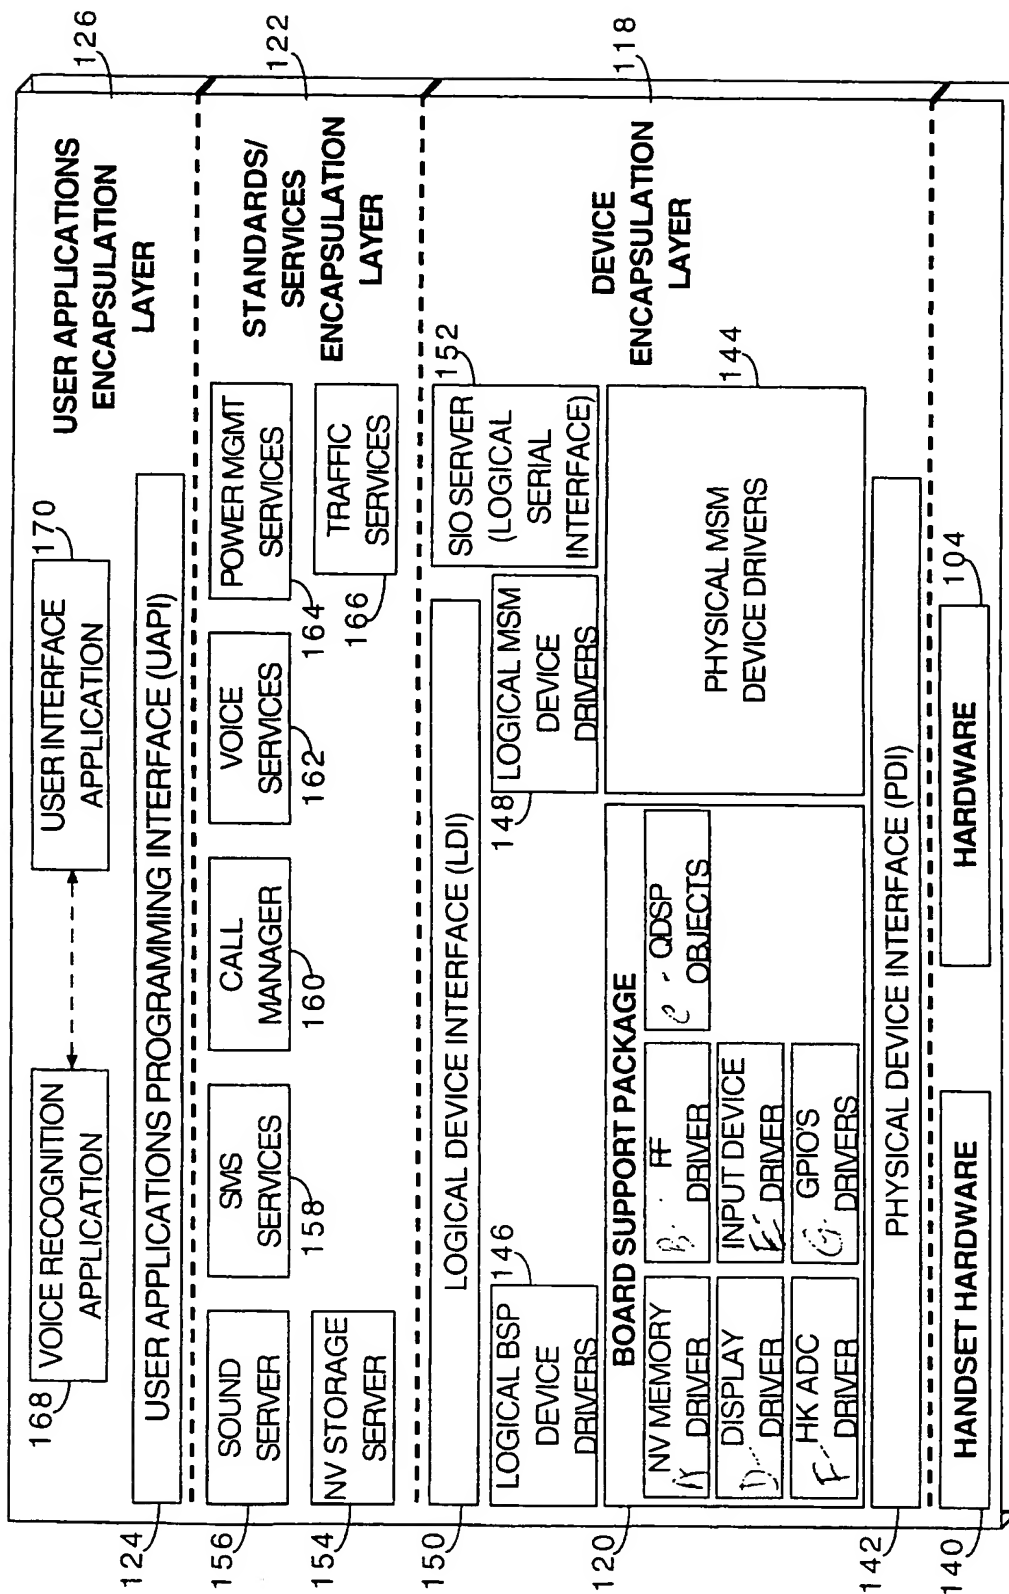 168
VOICE RECOGNITION
APPLICATION
170
USER INTERFACE
APPLICATION
USER APPLICATIONS
ENCAPSULATION
LAYER
126
124
USER APPLICATIONS PROGRAMMING INTERFACE (UAPI)
156
SOUND
SERVER
SMS
SERVICES
158
CALL
MANAGER
160
VOICE
SERVICES
162
POWER MGMT
SERVICES
164
STANDARDS/
SERVICES
ENCAPSULATION
LAYER
122
154
NV STORAGE
SERVER
166
TRAFFIC
SERVICES
150
LOGICAL DEVICE INTERFACE (LDI)
152
SIO SERVER
(LOGICAL
SERIAL
INTERFACE)
DEVICE
ENCAPSULATION
LAYER
118
LOGICAL BSP
DEVICE
DRIVERS
146
148
LOGICAL MSM
DEVICE
DRIVERS
120
BOARD SUPPORT PACKAGE
NV MEMORY
A DRIVER
RF
B. DRIVER
C - QDSP
OBJECTS
DISPLAY
D DRIVER
INPUT DEVICE
E. DRIVER
HK ADC
F DRIVER
GPIO'S
G. DRIVERS
144
PHYSICAL MSM
DEVICE DRIVERS
142
PHYSICAL DEVICE INTERFACE (PDI)
140
HANDSET HARDWARE
HARDWARE
104